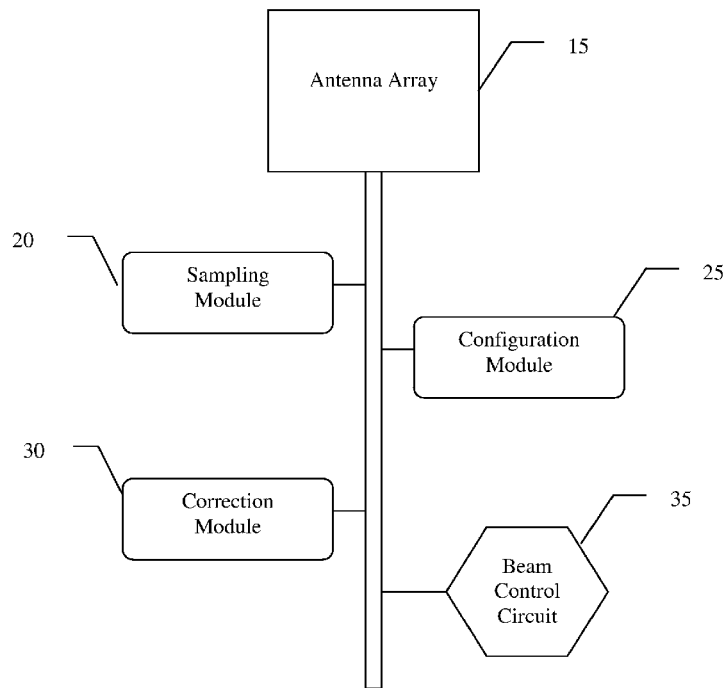 15
Antenna Array
20
Sampling
Module
25
Configuration
Module
30
Correction
Module
35
Beam
Control
Circuit